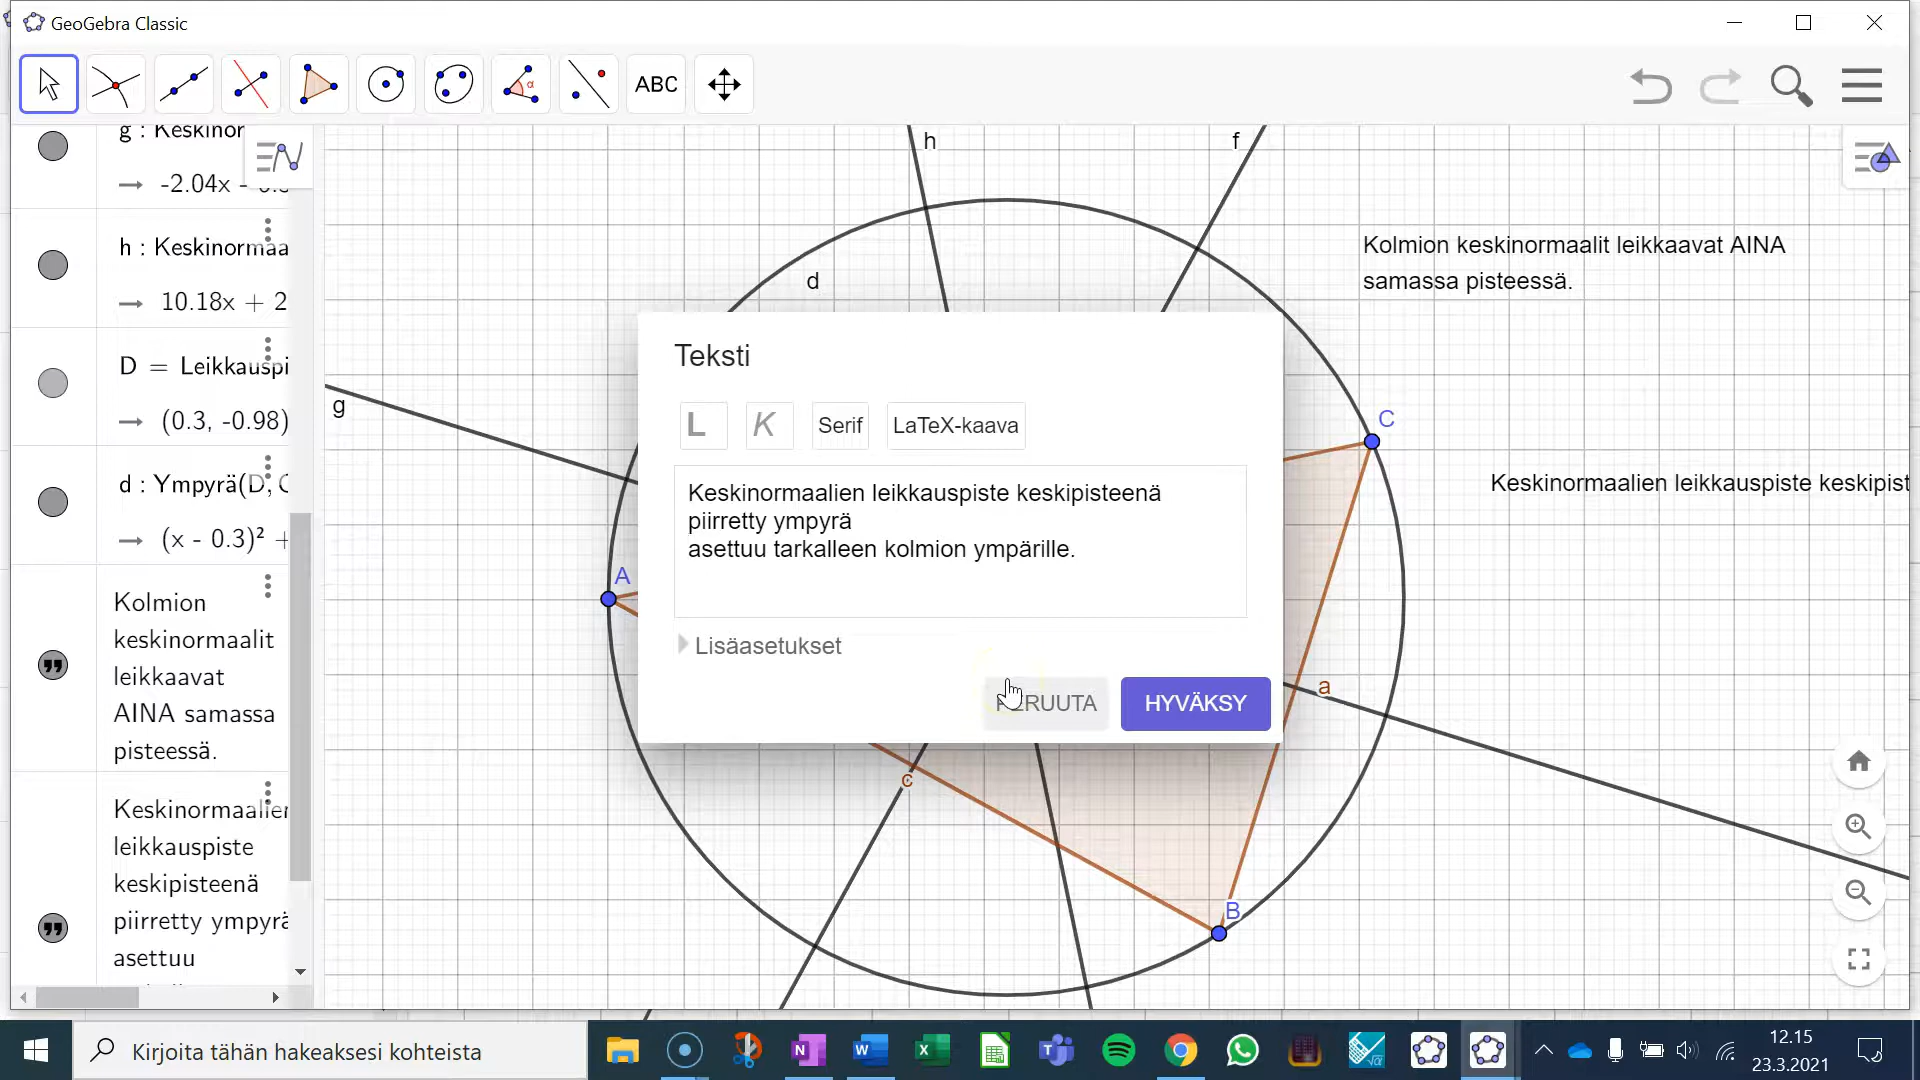 GeoGebra Classic
ABC
g : Keskinor
→ -2.04x -
h : Keskinormaa
→ 10.18x + 2
D = Leikkauspi
→ (0.3, -0.98)
d : Ympyrä(D, C
→ (x - 0.3)² +
Kolmion
keskinormaalit
leikkaavat
AINA samassa
pisteessä.
Keskinormaalien
leikkauspiste
keskipisteenä
piirretty ympyrä
asettuu
h
f
d
g
Kolmion keskinormaalit leikkaavat AINA
samassa pisteessä.
C
Keskinormaalien leikkauspiste keskipist
A
a
c
B
Teksti
L
K
Serif
LaTeX-kaava
Keskinormaalien leikkauspiste keskipisteenä
piirretty ympyrä
asettuu tarkalleen kolmion ympärille.
Lisäasetukset
PERUUTA
HYVÄKSY
Kirjoita tähän hakeaksesi kohteista
12.15
23.3.2021